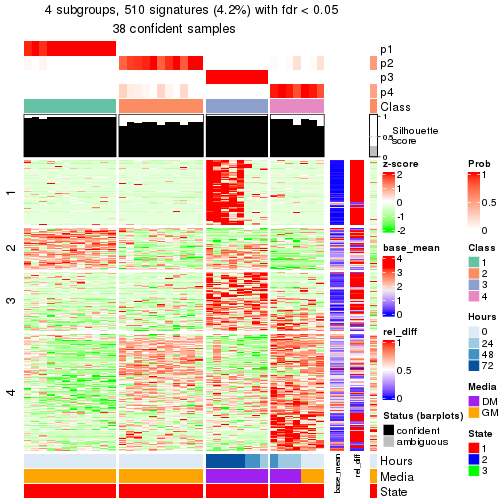 4 subgroups, 510 signatures (4.2%) with fdr < 0.05
38 confident samples
p1
p2
p3
p4
Class
1
0.5
0
Silhouette
score
1
2
3
4
z-score
2
1
0
-1
-2
base_mean
4
3
2
1
0
rel_diff
1
0.5
0
Status (barplots)
confident
ambiguous
Prob
1
0.5
0
Class
1
2
3
4
Hours
0
24
48
72
Media
DM
GM
State
1
2
3
Hours
Media
State
base_mean
rel_diff